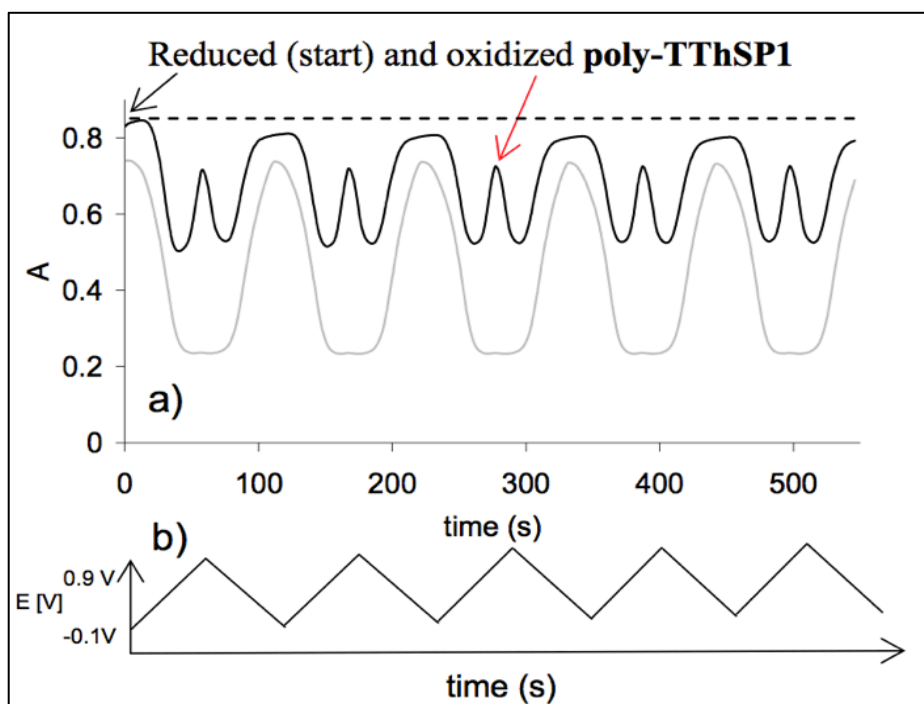 Reduced (start) and oxidized poly-TThSP1
0.8
0.6
A
0.4
0.2
a)
0
0 100 200 300 400 500
time (s)
b)
0.9 V
E [V]
-0.1V
time (s)